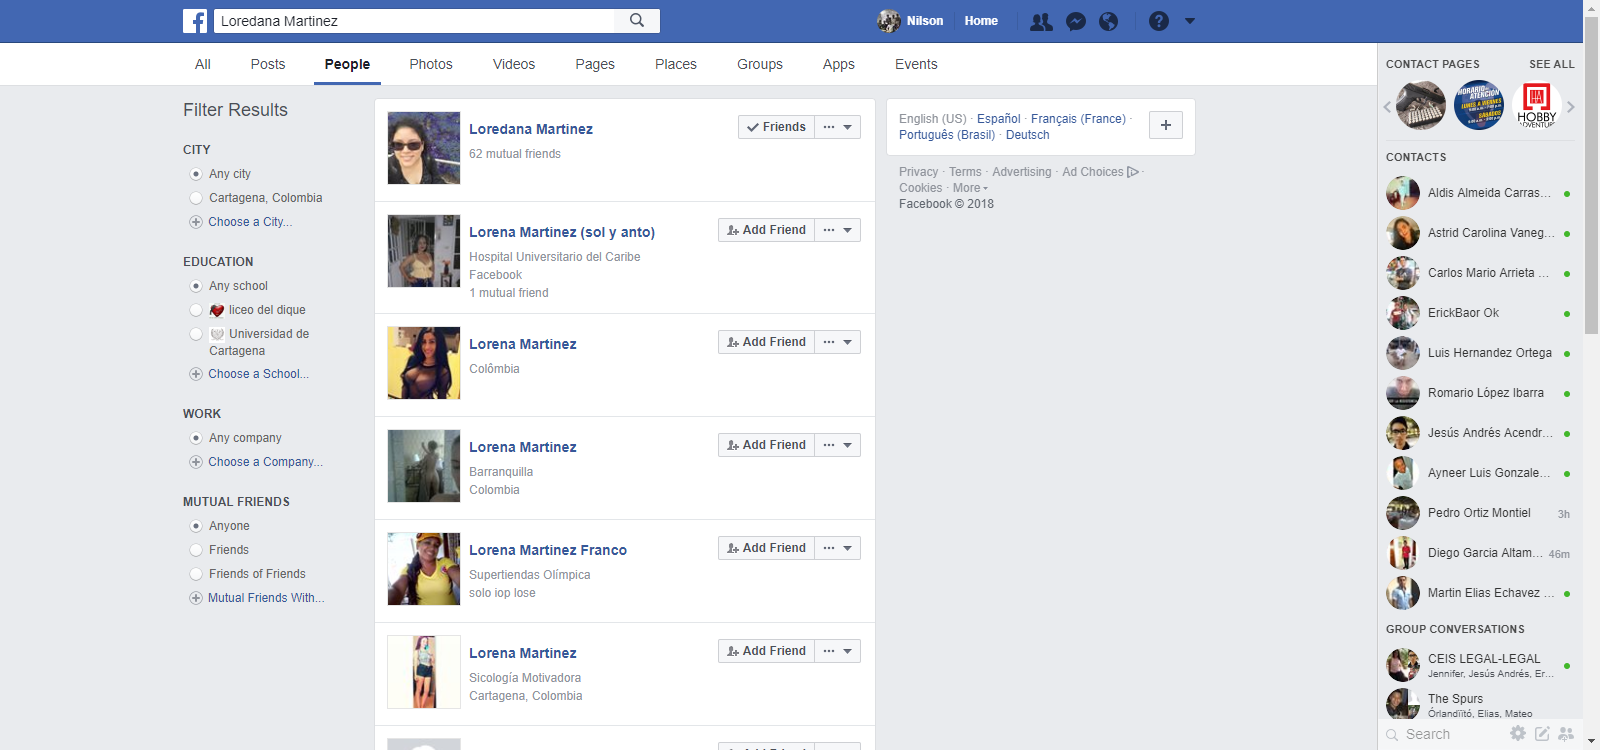 Loredana Martinez
Nilson
Home
All
Posts
People
Photos
Videos
Pages
Places
Groups
Apps
Events
Filter Results
CITY
Any city
Cartagena, Colombia
Choose a City...
EDUCATION
Any school
liceo del dique
Universidad de
Cartagena
Choose a School...
WORK
Any company
Choose a Company...
MUTUAL FRIENDS
Anyone
Friends
Friends of Friends
Mutual Friends With...
Loredana Martinez
62 mutual friends
Friends
Lorena Martinez (sol y anto)
Hospital Universitario del Caribe
Facebook
1 mutual friend
Add Friend
Lorena Martinez
Colômbia
Add Friend
Lorena Martinez
Barranquilla
Colombia
Add Friend
Lorena Martinez Franco
Supertiendas Olímpica
solo iop lose
Add Friend
Lorena Martinez
Sicología Motivadora
Cartagena, Colombia
Add Friend
English (US) · Español · Français (France) ·
Português (Brasil) · Deutsch
Privacy · Terms · Advertising · Ad Choices ·
Cookies · More
Facebook © 2018
CONTACT PAGES
SEE ALL
HORARIO DE
ATENCIÓN
LUNES A VIERNES
SÁBADOS
HOBBY
ADVENTURE
CONTACTS
Aldis Almeida Carras...
Astrid Carolina Vaneg...
Carlos Mario Arrieta ...
ErickBaor Ok
Luis Hernandez Ortega
Romario López Ibarra
Jesús Andrés Acendr...
Ayneer Luis Gonzale...
Pedro Ortiz Montiel 3h
Diego Garcia Altam... 46m
Martin Elias Echavez ...
GROUP CONVERSATIONS
CEIS LEGAL-LEGAL
Jennifer, Jesús Andrés, Er...
The Spurs
Órlandïïtó, Elias, Mateo
Search